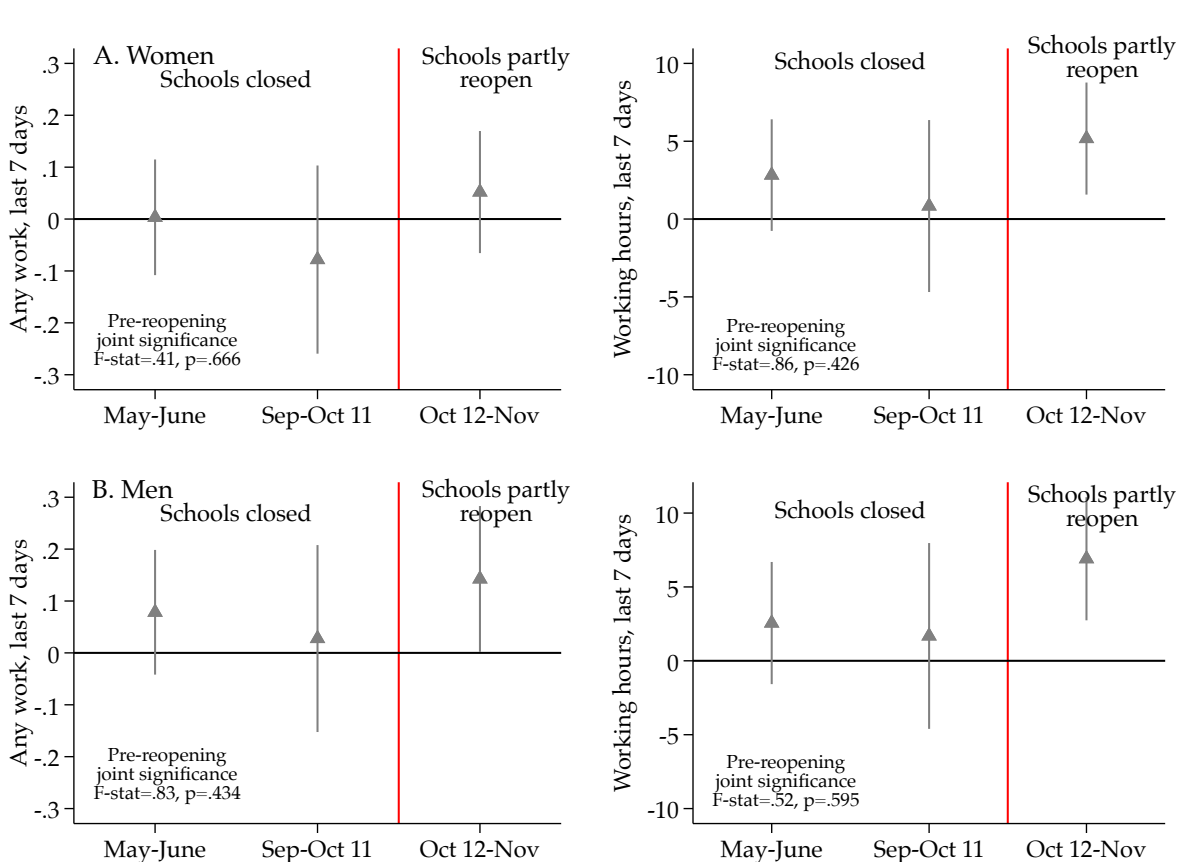 A. Women
Schools closed
Schools partly
reopen
Any work, last 7 days
.3
.2
.1
0
-.1
-.2
-.3
Pre-reopening
joint significance
F-stat=.41, p=.666
May-June
Sep-Oct 11
Oct 12-Nov
Schools closed
Schools partly
reopen
Working hours, last 7 days
10
5
0
-5
-10
Pre-reopening
joint significance
F-stat=.86, p=.426
May-June
Sep-Oct 11
Oct 12-Nov
B. Men
Schools closed
Schools partly
reopen
Any work, last 7 days
.3
.2
.1
0
-.1
-.2
-.3
Pre-reopening
joint significance
F-stat=.83, p=.434
May-June
Sep-Oct 11
Oct 12-Nov
Schools closed
Schools partly
reopen
Working hours, last 7 days
10
5
0
-5
-10
Pre-reopening
joint significance
F-stat=.52, p=.595
May-June
Sep-Oct 11
Oct 12-Nov